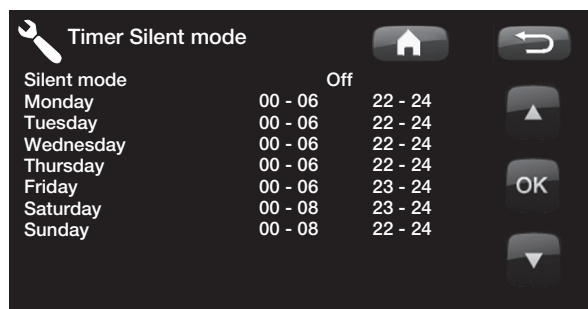 Timer Silent mode
Silent mode Off
Monday 00 - 06 22 - 24
Tuesday 00 - 06 22 - 24
Wednesday 00 - 06 22 - 24
Thursday 00 - 06 22 - 24
Friday 00 - 06 23 - 24
Saturday 00 - 08 23 - 24
Sunday 00 - 08 22 - 24
OK